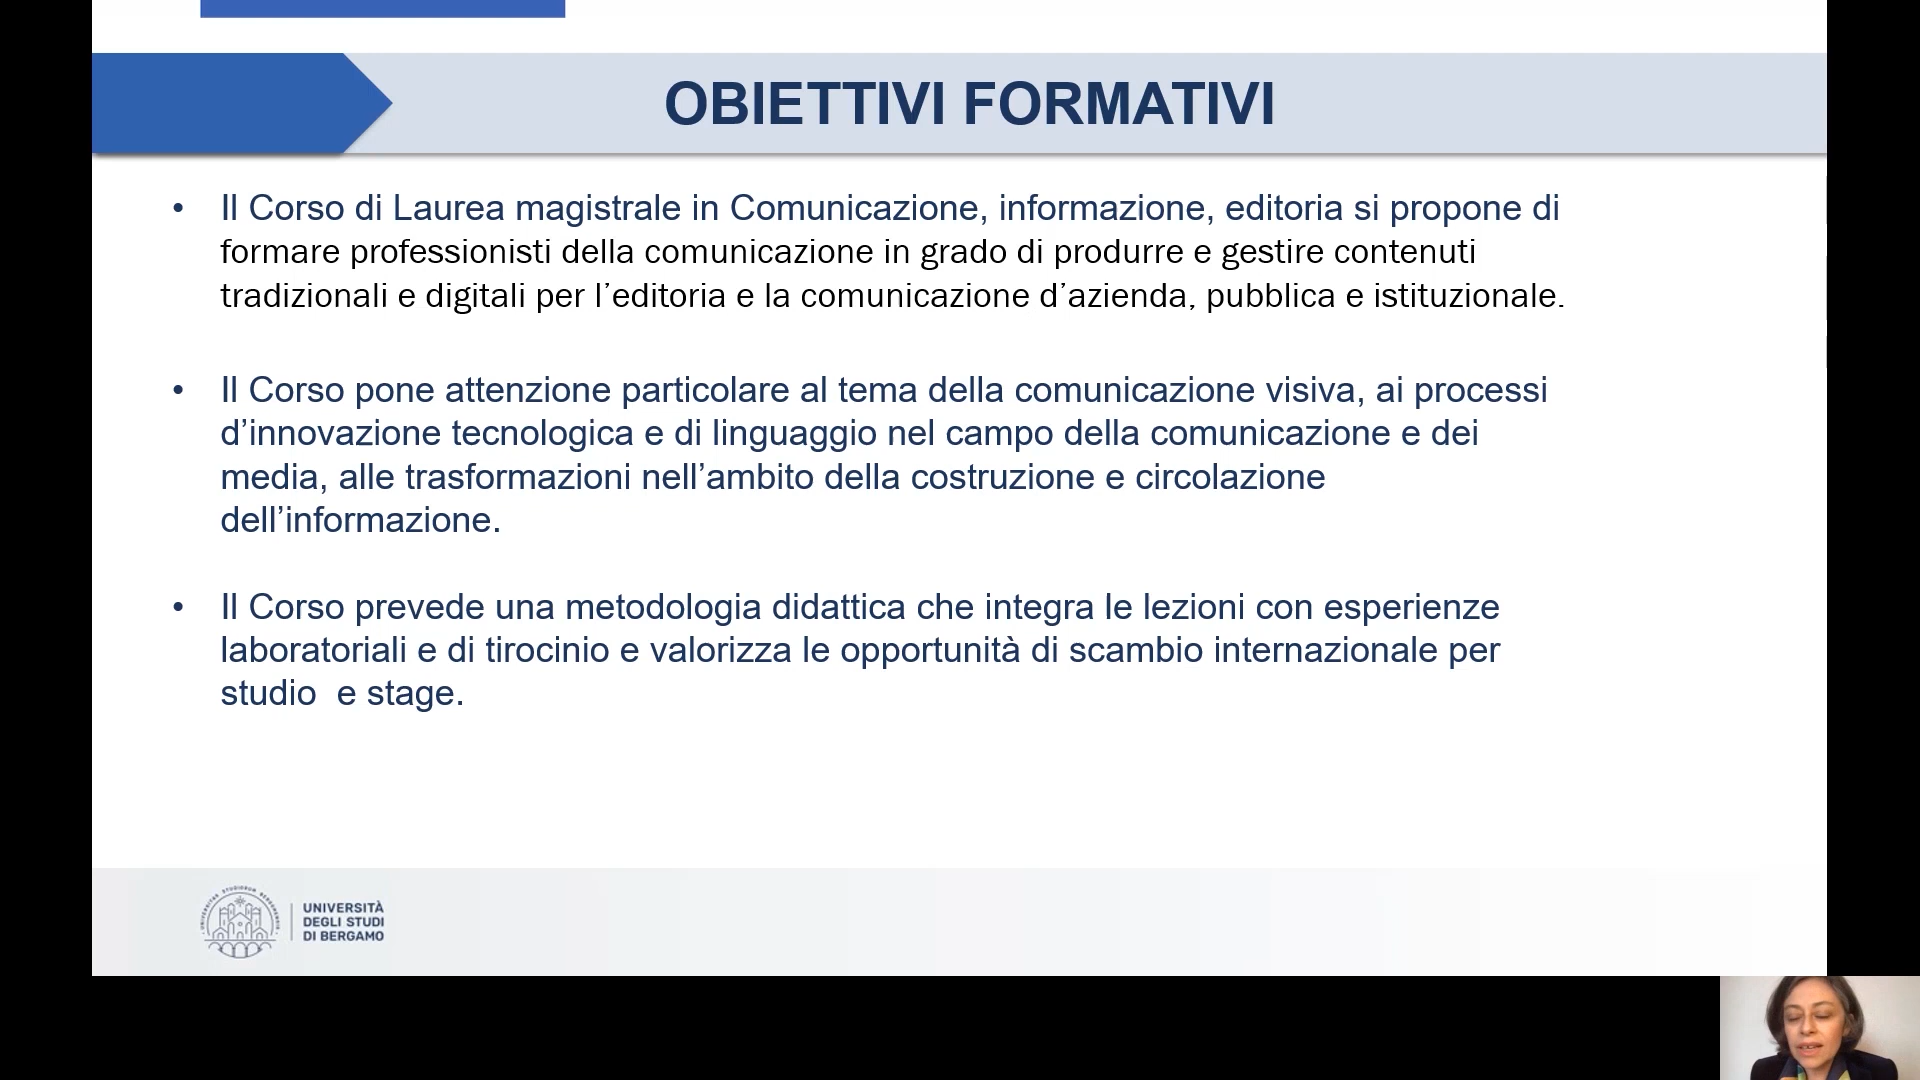 OBIETTIVI FORMATIVI
• Il Corso di Laurea magistrale in Comunicazione, informazione, editoria si propone di
formare professionisti della comunicazione in grado di produrre e gestire contenuti
tradizionali e digitali per l’editoria e la comunicazione d’azienda, pubblica e istituzionale.
• Il Corso pone attenzione particolare al tema della comunicazione visiva, ai processi
d’innovazione tecnologica e di linguaggio nel campo della comunicazione e dei
media, alle trasformazioni nell’ambito della costruzione e circolazione
dell’informazione.
• Il Corso prevede una metodologia didattica che integra le lezioni con esperienze
laboratoriali e di tirocinio e valorizza le opportunità di scambio internazionale per
studio  e stage.
UNIVERSITÀ
DEGLI STUDI
DI BERGAMO